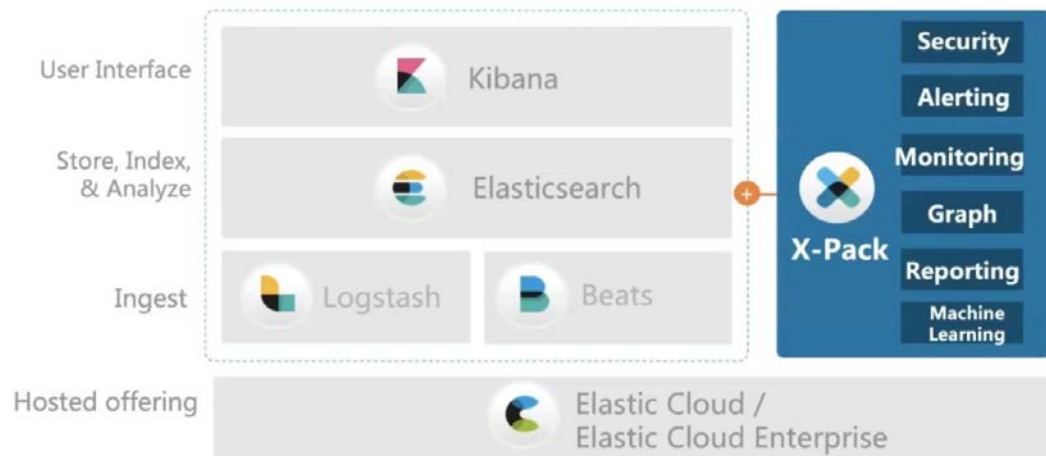 User Interface
Kibana
Store, Index,
& Analyze
Elasticsearch
Ingest
Logstash
Beats
+
X-Pack
Security
Alerting
Monitoring
Graph
Reporting
Machine
Learning
Hosted offering
Elastic Cloud /
Elastic Cloud Enterprise